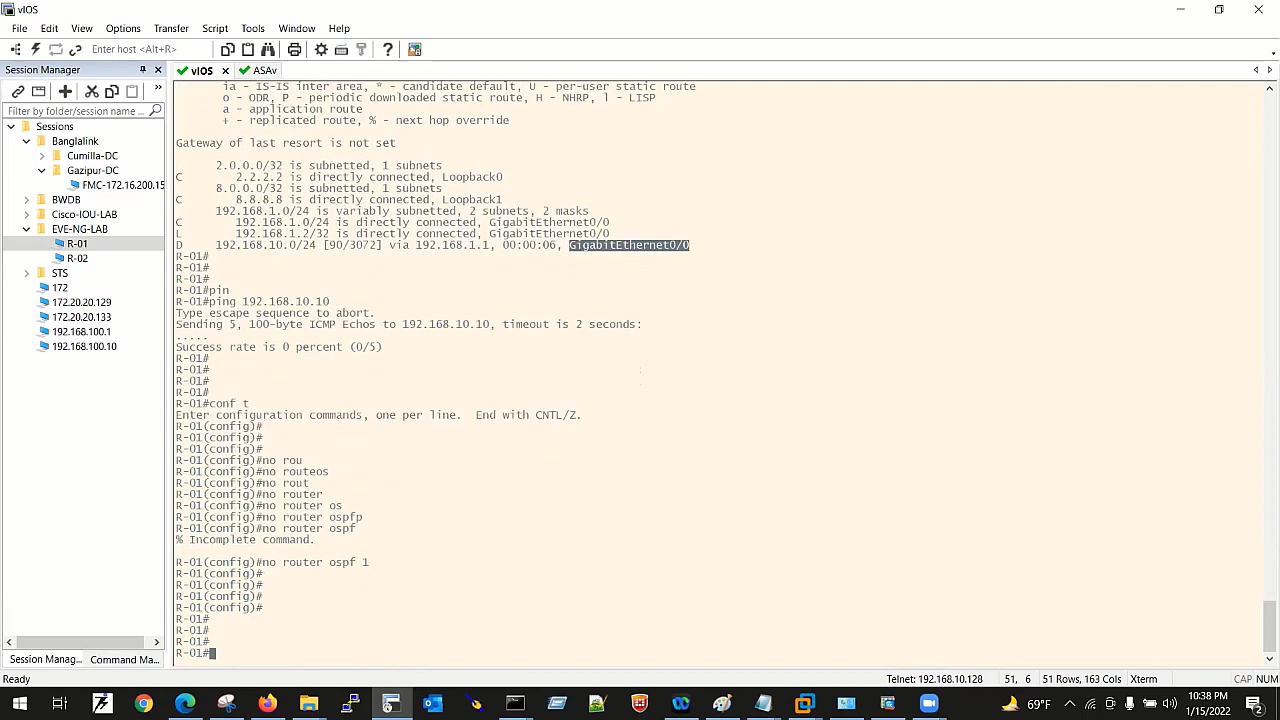 vIOS
File Edit View Options Transfer Script Tools Window Help
Enter host <Alt+R>
Session Manager
vIOS
ASAv
Filter by folder/session name ...
Sessions
Banglalink
Cumilla-DC
Gazipur-DC
FMC-172.16.200.15
BWDB
Cisco-IOU-LAB
EVE-NG-LAB
R-01
R-02
STS
172
172.20.20.129
172.20.20.133
192.168.100.1
192.168.100.10
Session Manag... Command Ma...
ia - IS-IS inter area, * - candidate default, U - per-user static route
o - ODR, P - periodic downloaded static route, H - NHRP, l - LISP
a - application route
+ - replicated route, % - next hop override
Gateway of last resort is not set
2.0.0.0/32 is subnetted, 1 subnets
C 2.2.2.2 is directly connected, Loopback0
8.0.0.0/32 is subnetted, 1 subnets
C 8.8.8.8 is directly connected, Loopback1
192.168.1.0/24 is variably subnetted, 2 subnets, 2 masks
C 192.168.1.0/24 is directly connected, GigabitEthernet0/0
L 192.168.1.2/32 is directly connected, GigabitEthernet0/0
D 192.168.10.0/24 [90/3072] via 192.168.1.1, 00:00:06, GigabitEthernet0/0
R-01#
R-01#
R-01#
R-01#pin
R-01#ping 192.168.10.10
Type escape sequence to abort.
Sending 5, 100-byte ICMP Echos to 192.168.10.10, timeout is 2 seconds:
.....
Success rate is 0 percent (0/5)
R-01#
R-01#
R-01#
R-01#
R-01#conf t
Enter configuration commands, one per line. End with CNTL/Z.
R-01(config)#
R-01(config)#
R-01(config)#
R-01(config)#no rou
R-01(config)#no routeos
R-01(config)#no rout
R-01(config)#no router
R-01(config)#no router os
R-01(config)#no router ospfp
R-01(config)#no router ospf
% Incomplete command.
R-01(config)#no router ospf 1
R-01(config)#
R-01(config)#
R-01(config)#
R-01(config)#
R-01#
R-01#
R-01#
R-01#
Ready
Telnet: 192.168.10.128 51, 6 51 Rows, 163 Cols Xterm CAP NUM
69°F
10:38 PM
1/15/2022